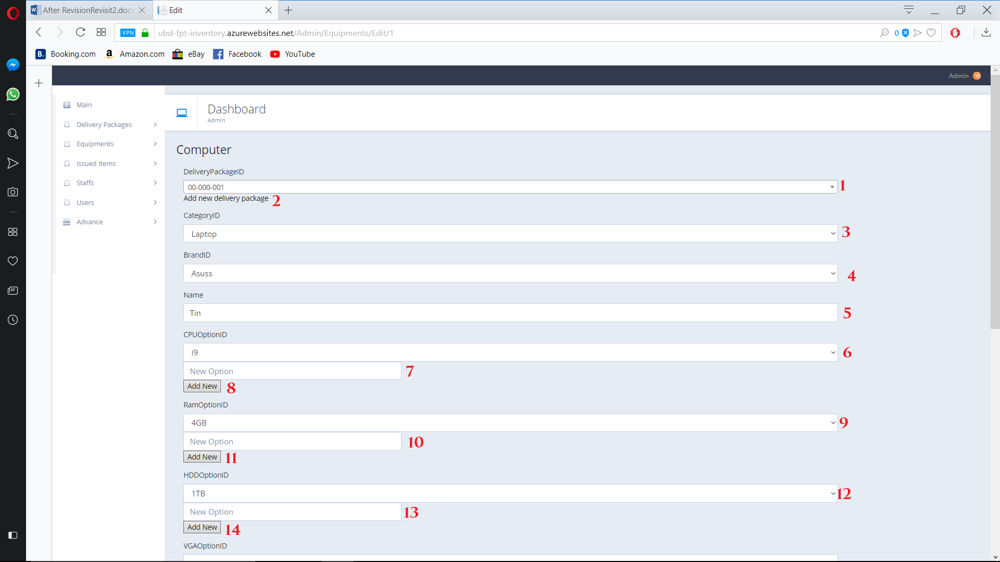 After RevisionRevisit2.docx
Edit
VPN
ubd-fpt-inventory.azurewebsites.net/Admin/Equipments/Edit/1
0
B. Booking.com
a Amazon.com
eBay
Facebook
YouTube
Admin
Main
Delivery Packages
Equipments
Issued Items
Staffs
Users
Advance
Dashboard
Admin
Computer
DeliveryPackageID
00-000-001 1
Add new delivery package 2
CategoryID
Laptop 3
BrandID
Asuss 4
Name
Tin 5
CPUOptionID
i9 6
New Option 7
Add New 8
RamOptionID
4GB 9
New Option 10
Add New 11
HDDOptionID
1TB 12
New Option 13
Add New 14
VGAOptionID